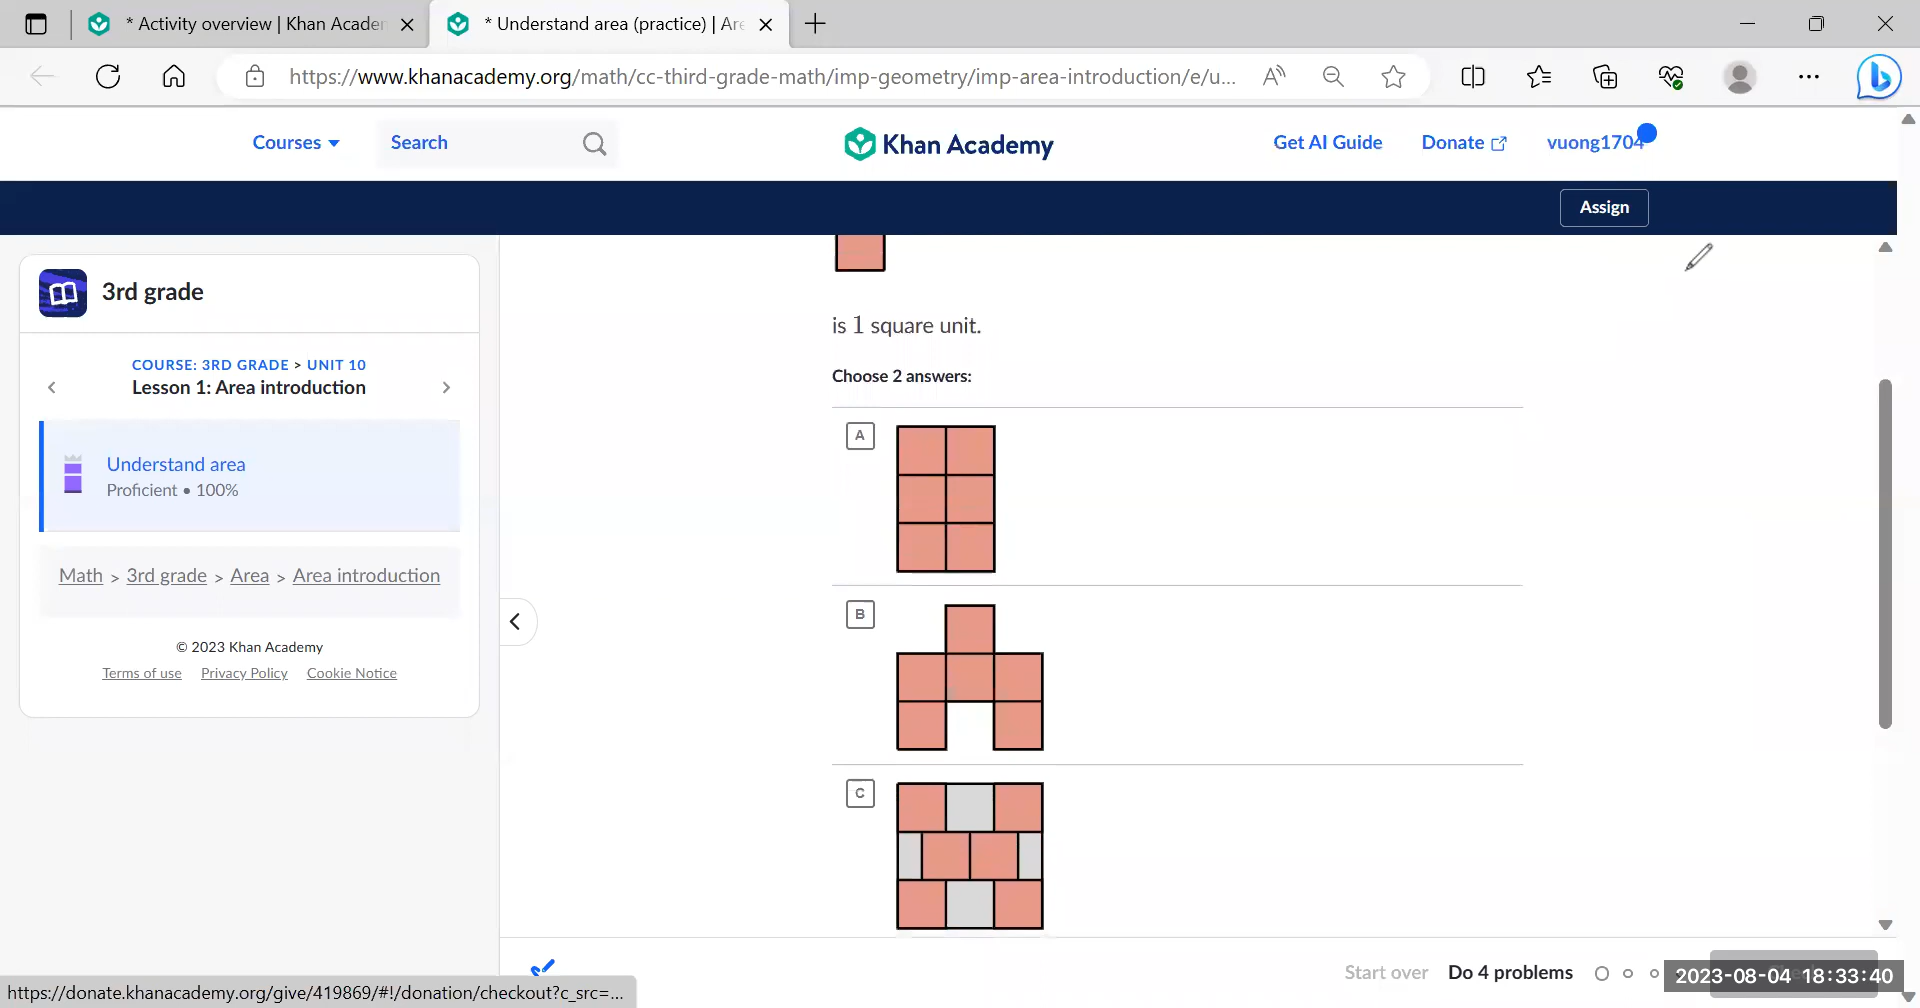 * Activity overview | Khan Academ
* Understand area (practice) | Are
https://www.khanacademy.org/math/cc-third-grade-math/imp-geometry/imp-area-introduction/e/u...
Courses
Search
Khan Academy
Get AI Guide
Donate
vuong1704
Assign
3rd grade
COURSE: 3RD GRADE > UNIT 10
Lesson 1: Area introduction
Understand area
Proficient • 100%
Math > 3rd grade > Area > Area introduction
© 2023 Khan Academy
Terms of use Privacy Policy Cookie Notice
is 1 square unit.
Choose 2 answers:
A
B
C
Start over Do 4 problems
2023-08-04 18:33:40
https://donate.khanacademy.org/give/419869/#!/donation/checkout?c_src=...